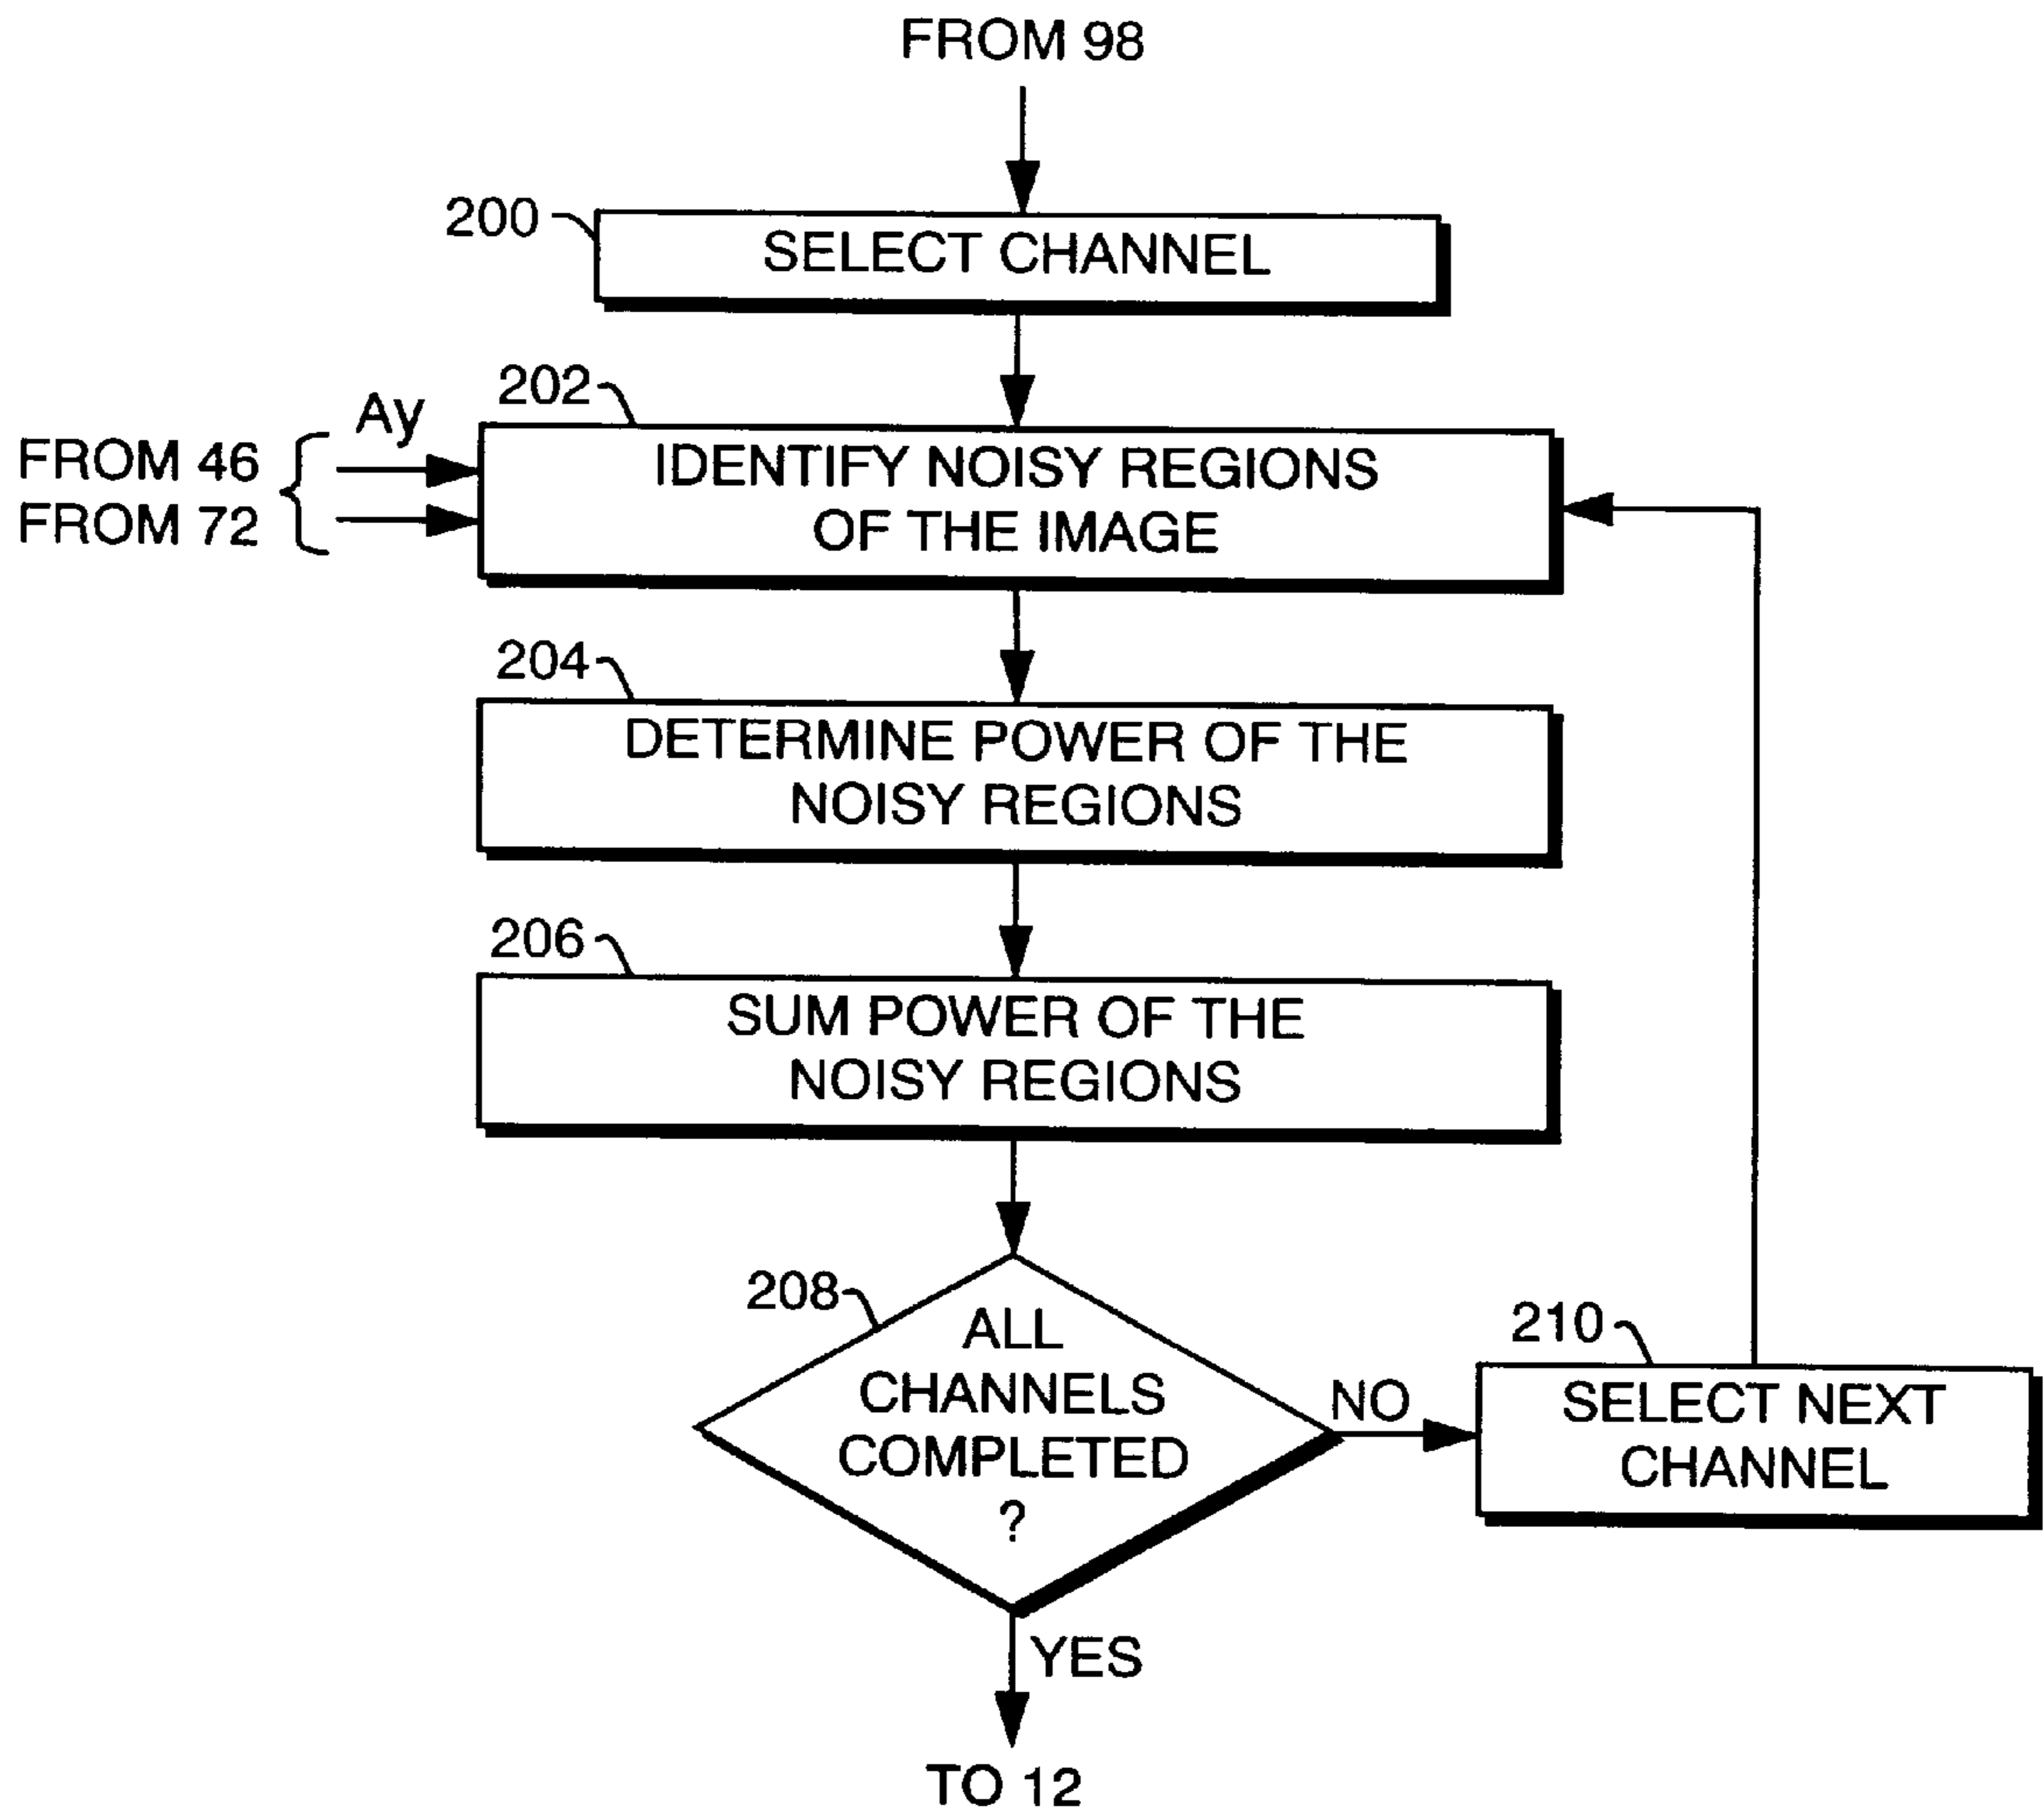 FROM 98
200
SELECT CHANNEL
202
Ay
FROM 46
FROM 72
IDENTIFY NOISY REGIONS
OF THE IMAGE
204
DETERMINE POWER OF THE
NOISY REGIONS
206
SUM POWER OF THE
NOISY REGIONS
208
ALL
CHANNELS
COMPLETED
?
NO
210
SELECT NEXT
CHANNEL
YES
TO 12